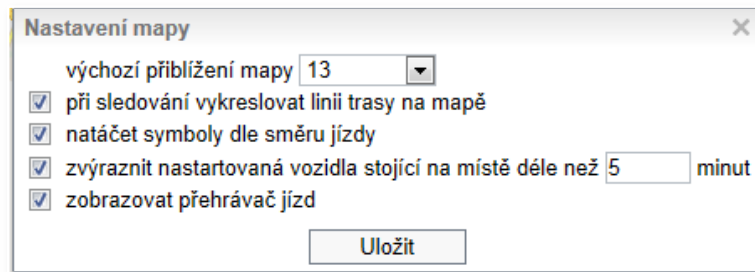 Nastavení mapy
výchozí přiblížení mapy 13
při sledování vykreslovat linii trasy na mapě
natáčet symboly dle směru jízdy
zvýraznit nastartovaná vozidla stojící na místě déle než 5 minut
zobrazovat přehrávač jízd
Uložit